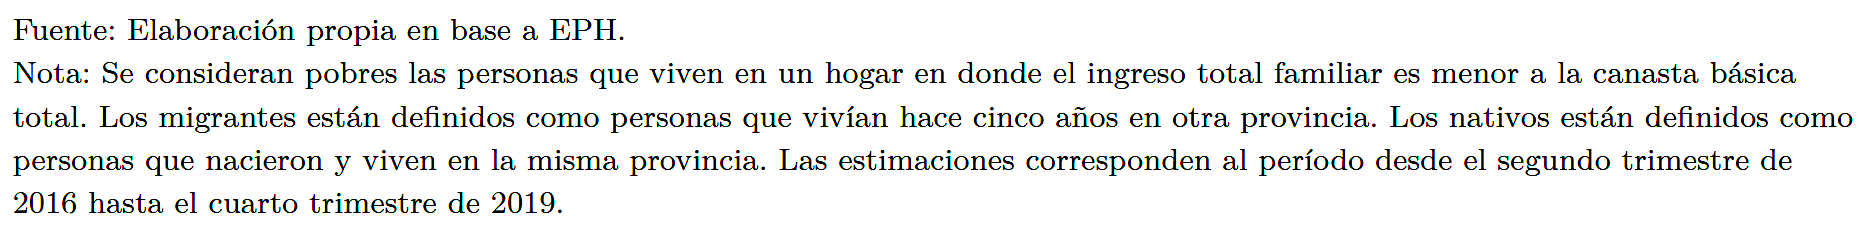 Fuente: Elaboración propia en base a EPH.
Nota: Se consideran pobres las personas que viven en un hogar en donde el ingreso total familiar es menor a la canasta básica
total. Los migrantes están definidos como personas que vivían hace cinco años en otra provincia. Los nativos están definidos como
personas que nacieron y viven en la misma provincia. Las estimaciones corresponden al período desde el segundo trimestre de
2016 hasta el cuarto trimestre de 2019.